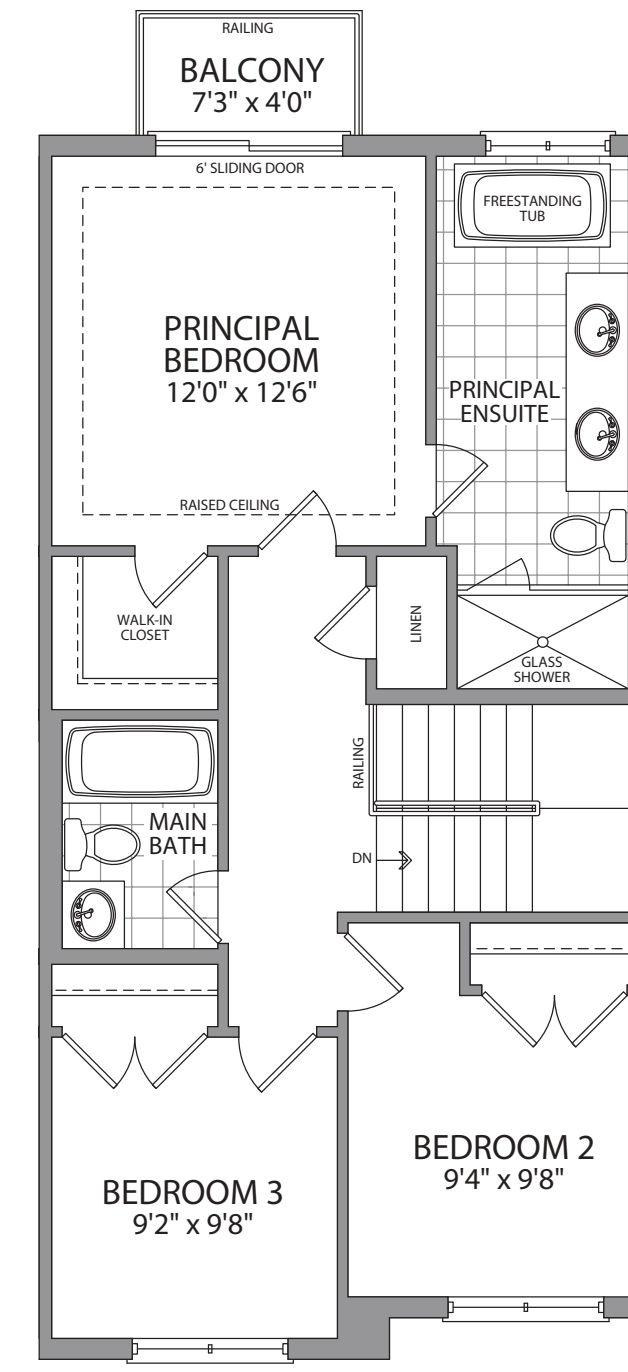 RAILING
BALCONY
7'3" x 4'0"
6' SLIDING DOOR
FREESTANDING
TUB
PRINCIPAL
BEDROOM
12'0" x 12'6"
PRINCIPAL
ENSUITE
RAISED CEILING
WALK-IN
CLOSET
LINEN
GLASS
SHOWER
RAILING
MAIN
BATH
DN
BEDROOM 2
9'4" x 9'8"
BEDROOM 3
9'2" x 9'8"